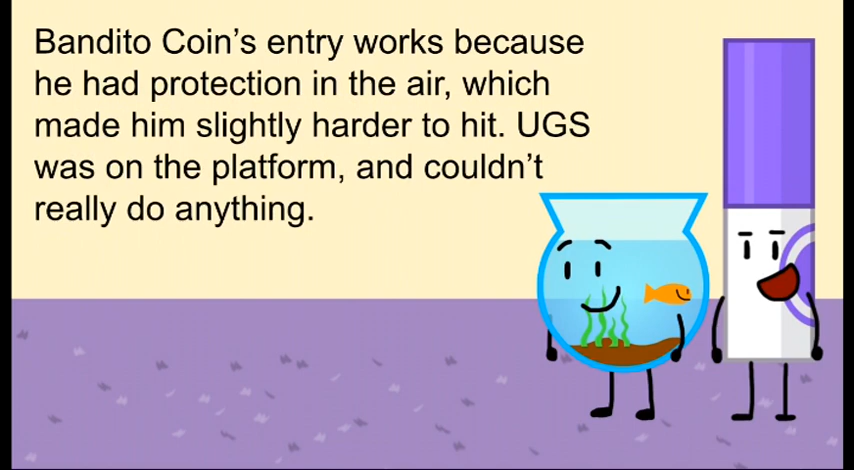 Bandito Coin’s entry works because
he had protection in the air, which
made him slightly harder to hit. UGS
was on the platform, and couldn’t
really do anything.